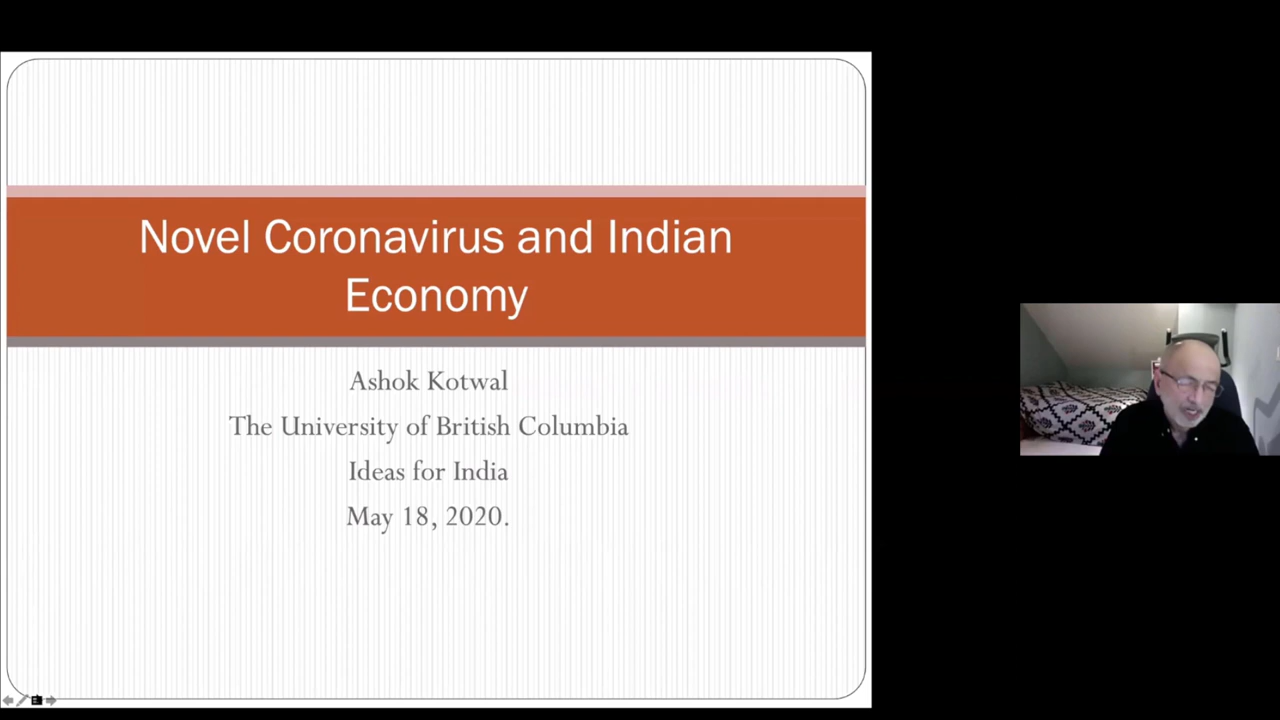 Novel Coronavirus and Indian
Economy
Ashok Kotwal
The University of British Columbia
Ideas for India
May 18, 2020.